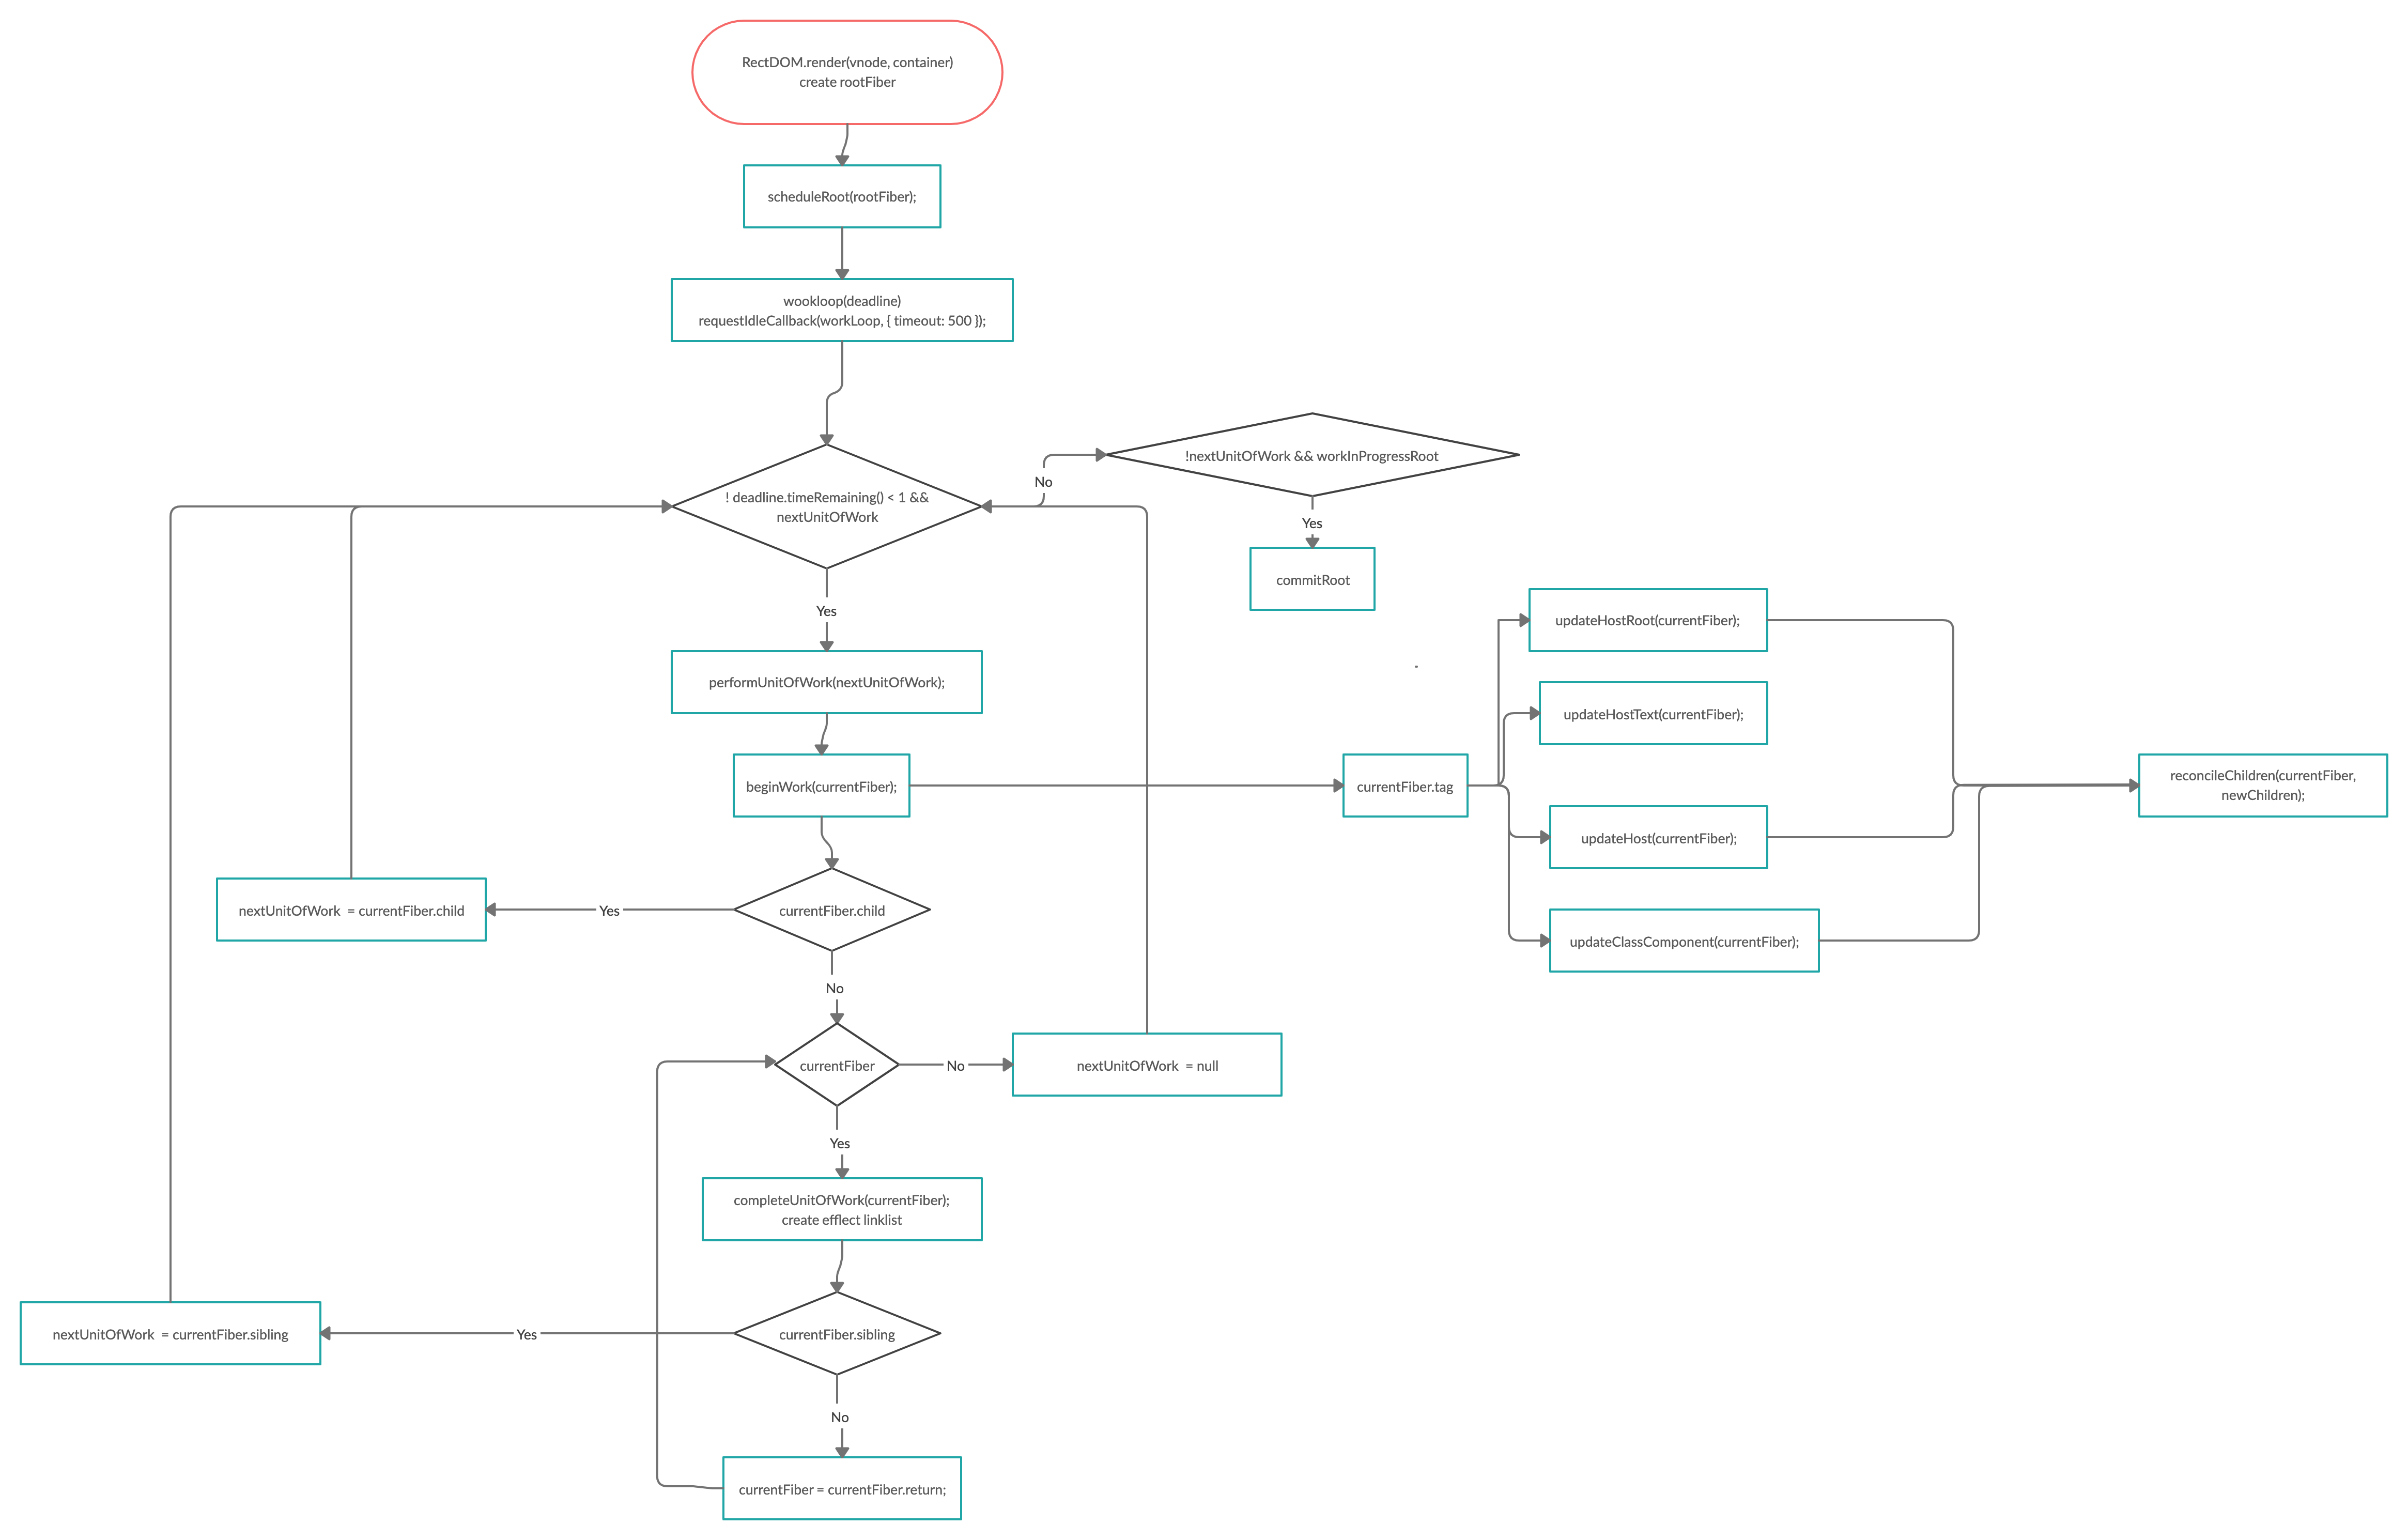 RectDOM.render(vnode, container)
create rootFiber
scheduleRoot(rootFiber);
wookloop(deadline)
requestIdleCallback(workLoop, { timeout: 500 });
!nextUnitOfWork && workInProgressRoot
No
! deadline.timeRemaining() < 1 &&
nextUnitOfWork
Yes
commitRoot
Yes
updateHostRoot(currentFiber);
performUnitOfWork(nextUnitOfWork);
updateHostText(currentFiber);
beginWork(currentFiber);
currentFiber.tag
reconcileChildren(currentFiber,
newChildren);
updateHost(currentFiber);
nextUnitOfWork  = currentFiber.child
Yes
currentFiber.child
updateClassComponent(currentFiber);
No
currentFiber
No
nextUnitOfWork  = null
Yes
completeUnitOfWork(currentFiber);
create efflect linklist
nextUnitOfWork  = currentFiber.sibling
Yes
currentFiber.sibling
No
currentFiber = currentFiber.return;